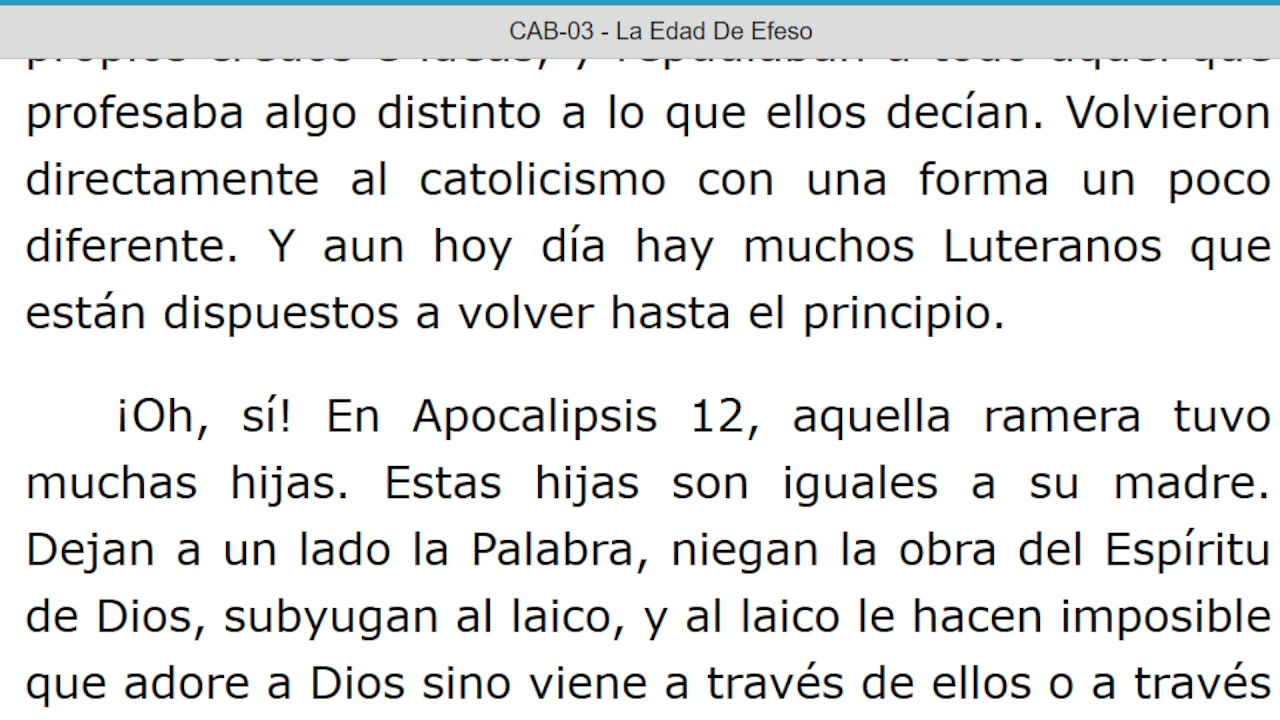 CAB-03 - La Edad De Efeso
profesaba algo distinto a lo que ellos decían. Volvieron
directamente al catolicismo con una forma un poco
diferente. Y aun hoy día hay muchos Luteranos que
están dispuestos a volver hasta el principio.
¡Oh, sí! En Apocalipsis 12, aquella ramera tuvo
muchas hijas. Estas hijas son iguales a su madre.
Dejan a un lado la Palabra, niegan la obra del Espíritu
de Dios, subyugan al laico, y al laico le hacen imposible
que adore a Dios sino viene a través de ellos o a través